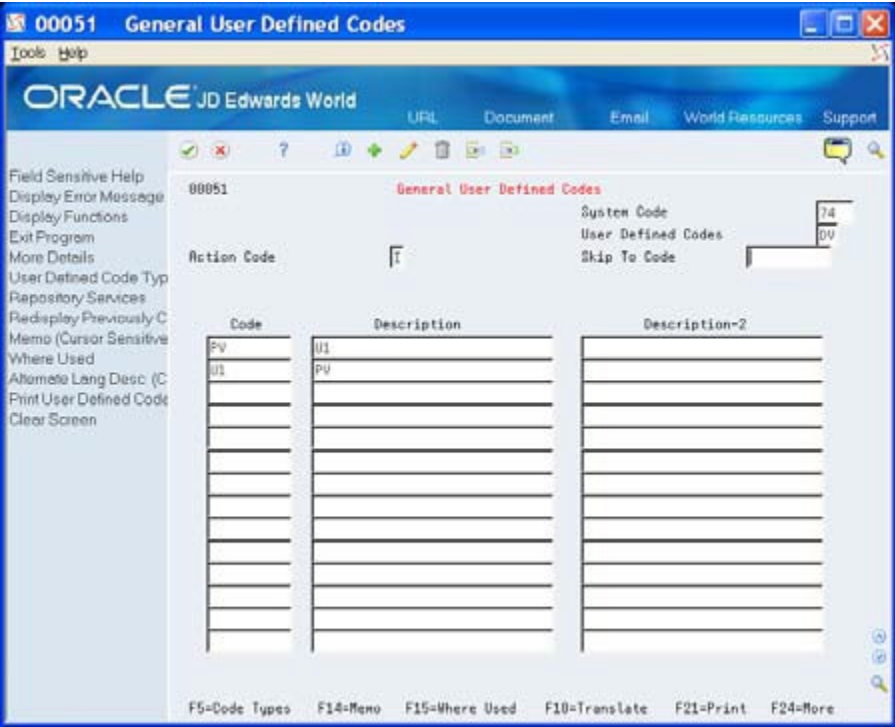 00051 General User Defined Codes
Tools Help
ORACLE JD Edwards World
URL Document Email World Resources Support
Field Sensitive Help
Display Error Message
Display Functions
Exit Program
More Details
User Defined Code Typ
Repository Services
Redisplay Previously C
Memo (Cursor Sensitive
Where Used
Alternate Lang Desc (C
Print User Defined Code
Clear Screen
00051 General User Defined Codes
System Code 74
User Defined Codes DV
Action Code I Skip To Code
Code Description Description-2
PV U1
U1 PV
F5=Code Types F14=Memo F15=Where Used F18=Translate F21=Print F24=More